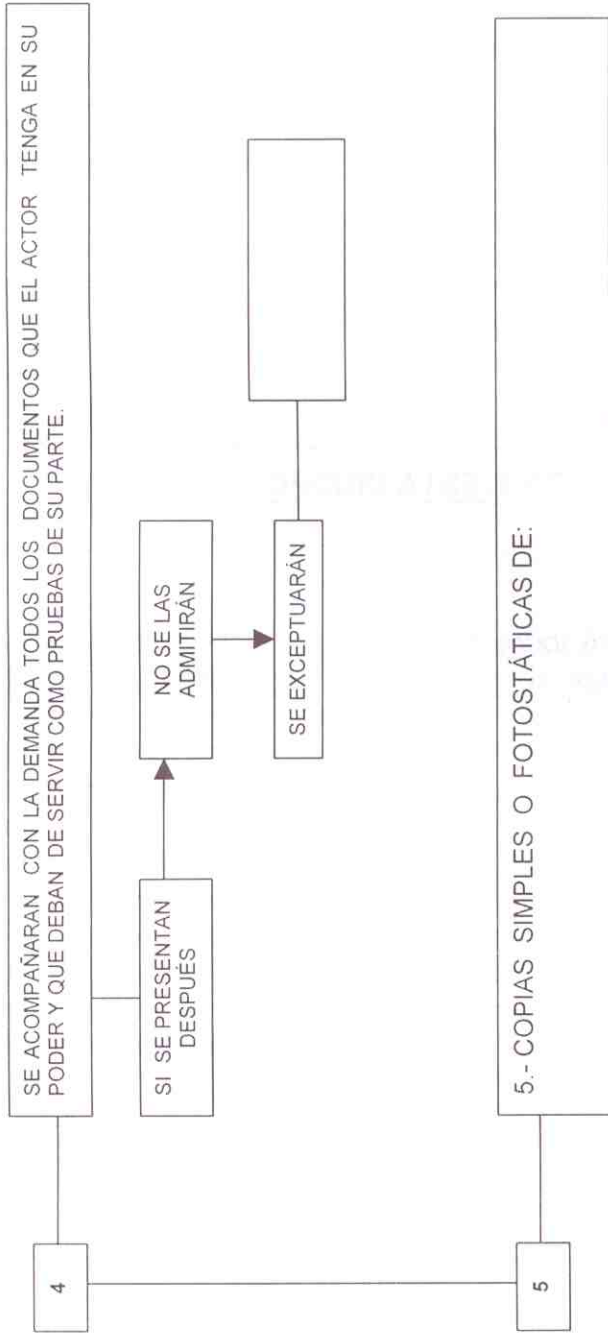 4
SE ACOMPAÑARAN CON LA DEMANDA TODOS LOS DOCUMENTOS QUE EL ACTOR TENGA EN SU
PODER Y QUE DEBAN DE SERVIR COMO PRUEBAS DE SU PARTE.
SI SE PRESENTAN
DESPUÉS
NO SE LAS
ADMITIRÁN
SE EXCEPTUARÁN
5
5.- COPIAS SIMPLES O FOTOSTÁTICAS DE: